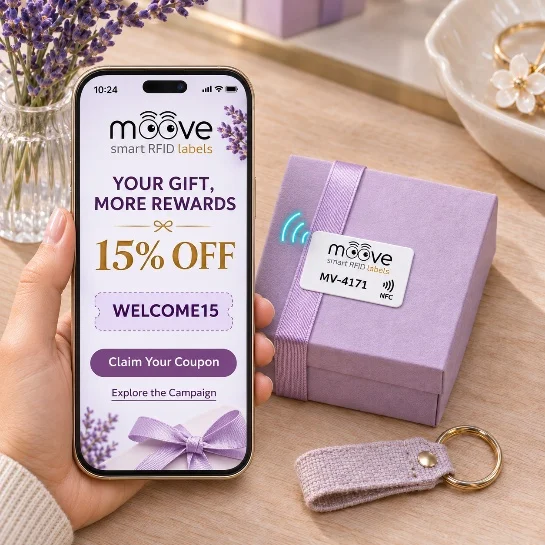 10:24
moove
smart RFID labels
YOUR GIFT,
MORE REWARDS
15% OFF
WELCOME15
Claim Your Coupon
Explore the Campaign
moove
smart RFID labels
MV-4171
NFC